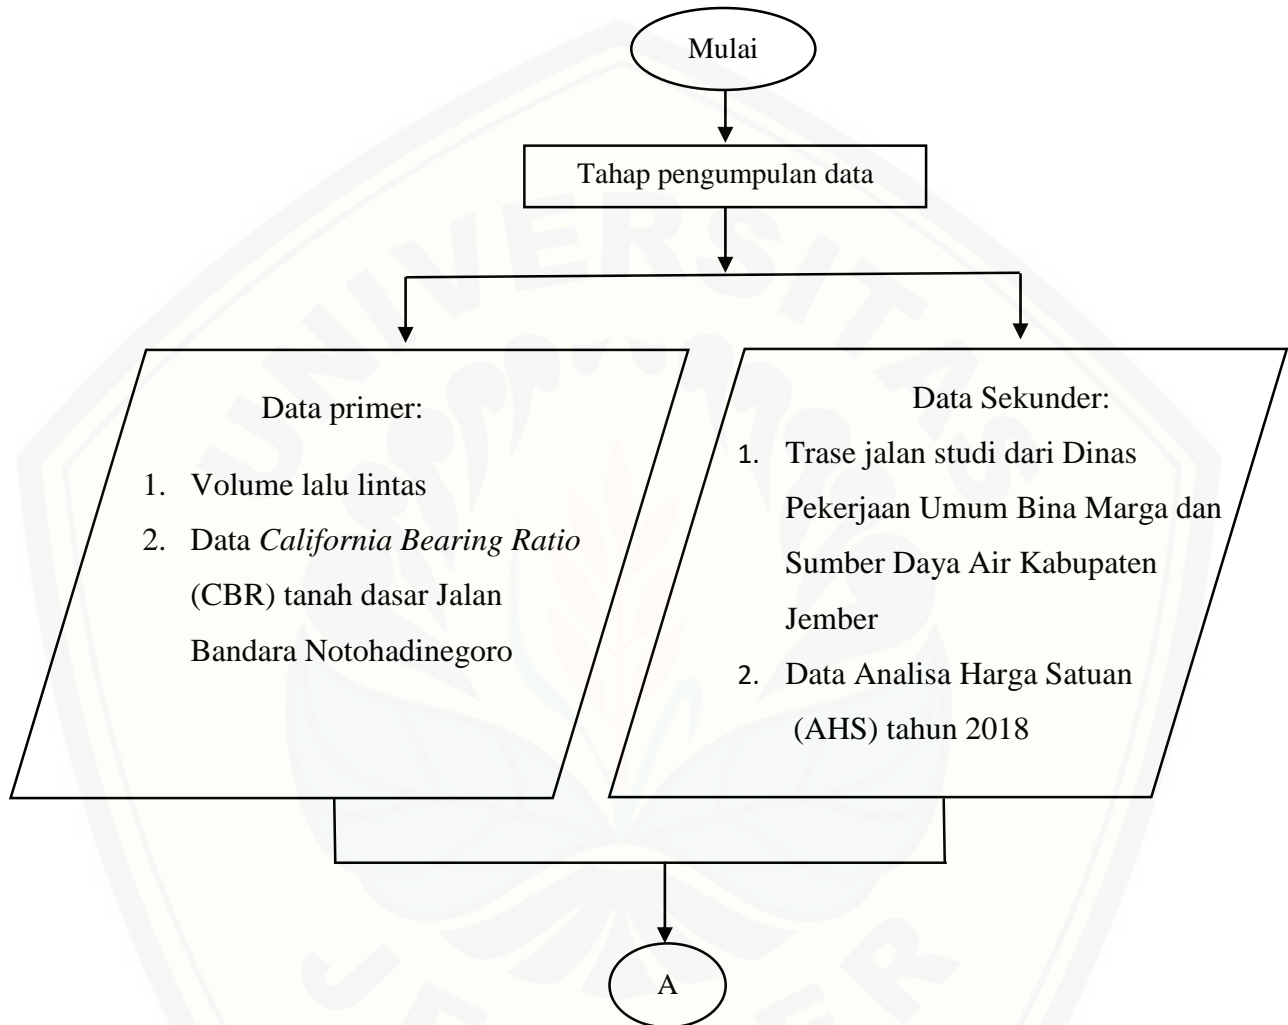 Mulai
Tahap pengumpulan data
Data primer:
1. Volume lalu lintas
2. Data California Bearing Ratio
(CBR) tanah dasar Jalan
Bandara Notohadinegoro
Data Sekunder:
1. Trase jalan studi dari Dinas
Pekerjaan Umum Bina Marga dan
Sumber Daya Air Kabupaten
Jember
2. Data Analisa Harga Satuan
(AHS) tahun 2018
A
UNIVERSITAS
JEMBER